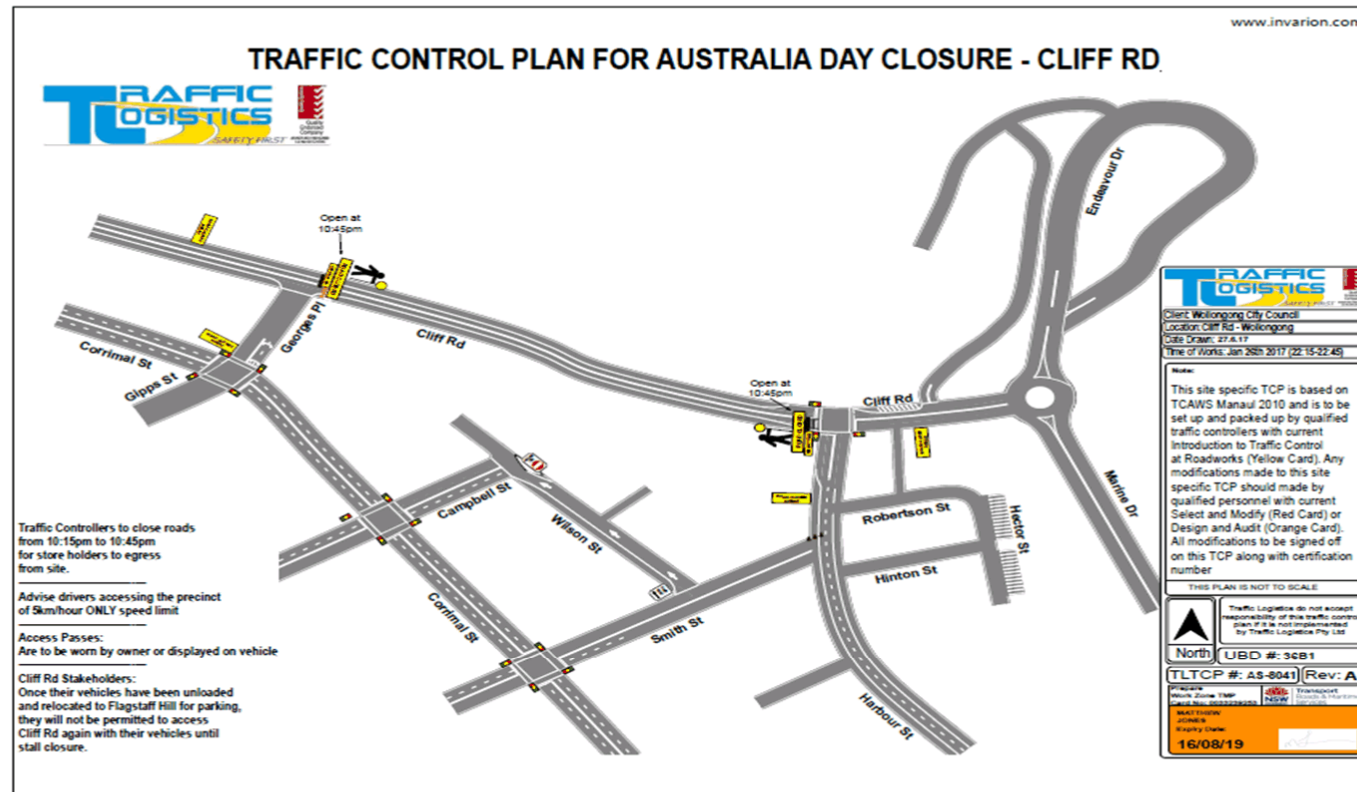 www.invarion.com
TRAFFIC CONTROL PLAN FOR AUSTRALIA DAY CLOSURE - CLIFF RD
TRAFFIC
LOGISTICS
SAFETY FIRST
Quality
Endorsed
Company
Open at
10:45pm
Georges Pl
Cliff Rd
Corrimal St
Gipps St
Endeavour Dr
Open at
10:45pm
Cliff Rd
Marine Dr
Campbell St
Wilson St
Robertson St
Hector St
Hinton St
Corrimal St
Smith St
Harbour St
Traffic Controllers to close roads
from 10:15pm to 10:45pm
for store holders to egress
from site.
Advise drivers accessing the precinct
of 5km/hour ONLY speed limit
Access Passes:
Are to be worn by owner or displayed on vehicle
Cliff Rd Stakeholders:
Once their vehicles have been unloaded
and relocated to Flagstaff Hill for parking,
they will not be permitted to access
Cliff Rd again with their vehicles until
stall closure.
TRAFFIC
LOGISTICS
SAFETY FIRST
Client: Wollongong City Council
Location: Cliff Rd - Wollongong
Date Drawn: 27.6.17
Time of Works: Jan 26th 2017 (22:15-22:45)
Note:
This site specific TCP is based on
TCAWS Manaul 2010 and is to be
set up and packed up by qualified
traffic controllers with current
Introduction to Traffic Control
at Roadworks (Yellow Card). Any
modifications made to this site
specific TCP should made by
qualified personnel with current
Select and Modify (Red Card) or
Design and Audit (Orange Card).
All modifications to be signed off
on this TCP along with certification
number
THIS PLAN IS NOT TO SCALE
North
Traffic Logistics do not accept
responsibility of this traffic control
plan if it is not implemented
by Traffic Logistics Pty Ltd
UBD #: 36B1
TLTCP #: AS-8041
Rev: A
Prepare
Work Zone TMP
Card No:
NSW
Transport
Roads & Maritime
Services
MATTHEW
JONES
Expiry Date:
16/08/19